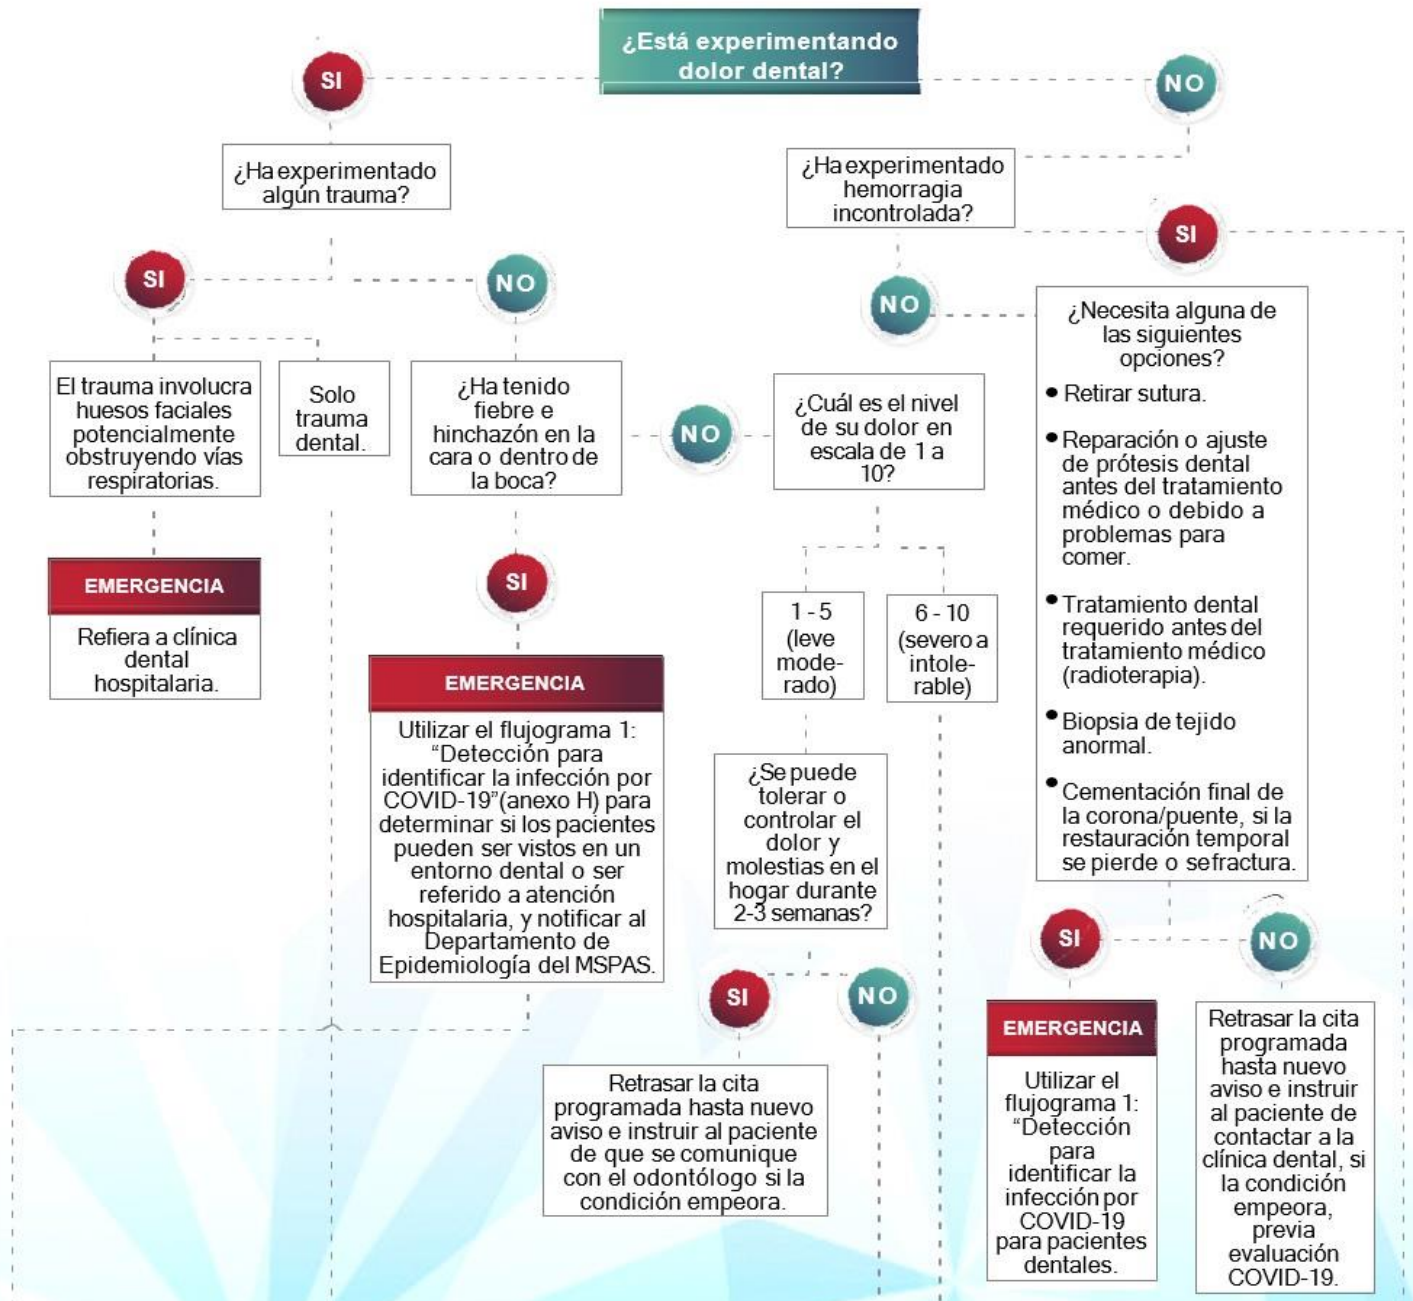 ¿Está experimentando
dolor dental?
SI
NO
¿Ha experimentado
algún trauma?
¿Ha experimentado
hemorragia
incontrolada?
SI
SI
NO
NO
El trauma involucra
huesos faciales
potencialmente
obstruyendo vías
respiratorias.
Solo
trauma
dental.
¿Ha tenido
fiebre e
hinchazón en la
cara o dentro de
la boca?
NO
¿Cuál es el nivel
de su dolor en
escala de 1 a
10?
¿Necesita alguna de
las siguientes
opciones?
• Retirar sutura.
• Reparación o ajuste
de prótesis dental
antes del tratamiento
médico o debido a
problemas para
comer.
• Tratamiento dental
requerido antes del
tratamiento médico
(radioterapia).
• Biopsia de tejido
anormal.
• Cementación final de
la corona/puente, si la
restauración temporal
se pierde o se fractura.
EMERGENCIA
Refiera a clínica
dental
hospitalaria.
SI
EMERGENCIA
Utilizar el flujograma 1:
“Detección para
identificar la infección por
COVID-19”(anexo H) para
determinar si los pacientes
pueden ser vistos en un
entorno dental o ser
referido a atención
hospitalaria, y notificar al
Departamento de
Epidemiología del MSPAS.
1 - 5
(leve
mode-
rado)
6 - 10
(severo a
intole-
rable)
¿Se puede
tolerar o
controlar el
dolor y
molestias en el
hogar durante
2-3 semanas?
SI
NO
Retrasar la cita
programada hasta nuevo
aviso e instruir al paciente
de que se comunique
con el odontólogo si la
condición empeora.
SI
NO
EMERGENCIA
Utilizar el
flujograma 1:
“Detección
para
identificar la
infección por
COVID-19
para pacientes
dentales.
Retrasar la cita
programada
hasta nuevo
aviso e instruir
al paciente de
contactar a la
clínica dental, si
la condición
empeora,
previa
evaluación
COVID-19.